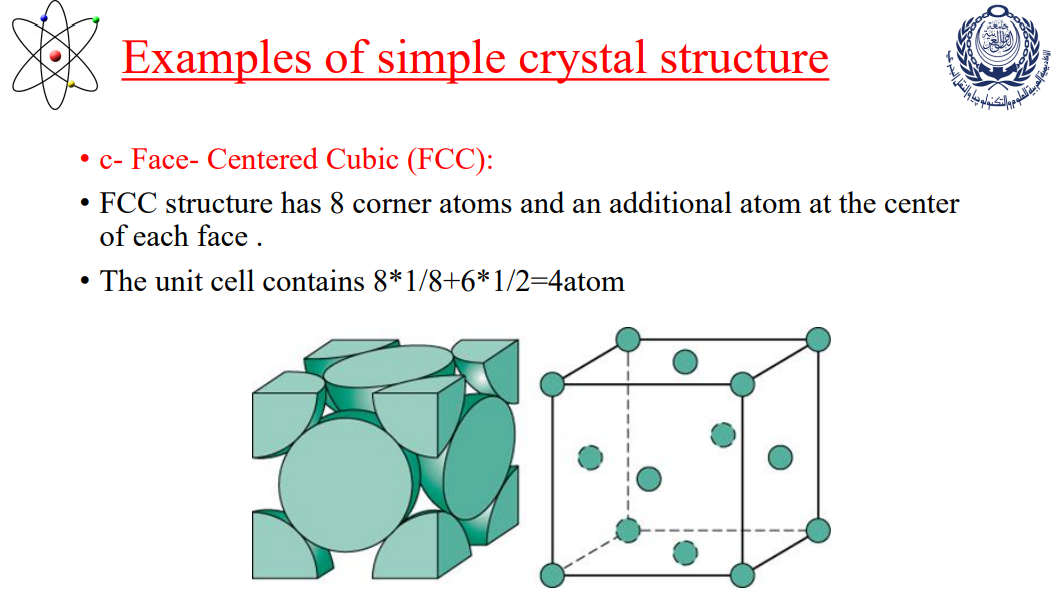 Examples of simple crystal structure
• c- Face- Centered Cubic (FCC):
• FCC structure has 8 corner atoms and an additional atom at the center
of each face .
• The unit cell contains 8*1/8+6*1/2=4atom